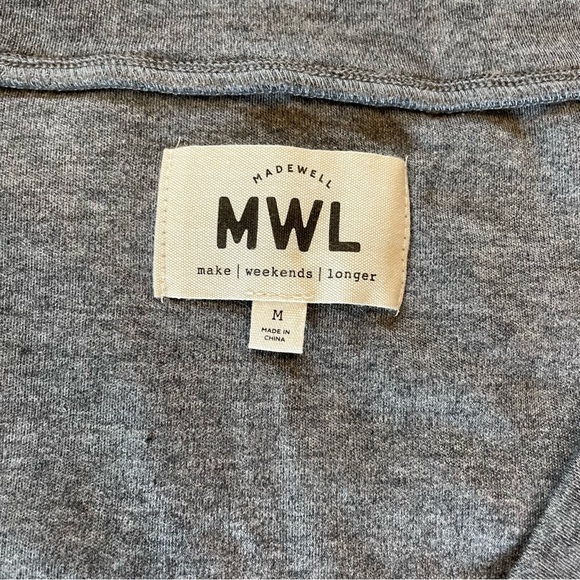 MADEWELL
MWL
make | weekends | longer
M
MADE IN
CHINA